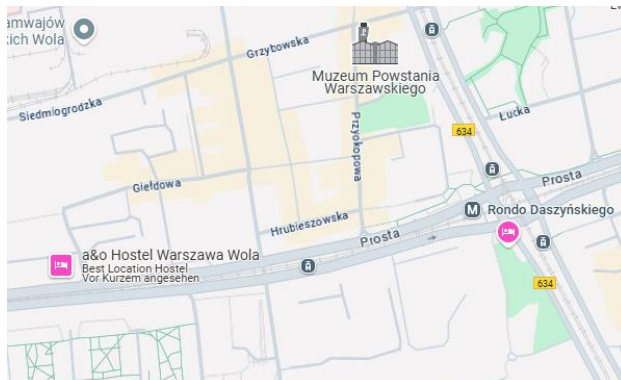 amwajów
kich Wola
Grzybowska
Muzeum Powstania
Warszawskiego
Siedmiogrodzka
Przyokopowa
Łucka
634
Giełdowa
Prosta
Hrubieszowska
M Rondo Daszyńskiego
Prosta
a&o Hostel Warszawa Wola
Best Location Hostel
Vor Kurzem angesehen
634